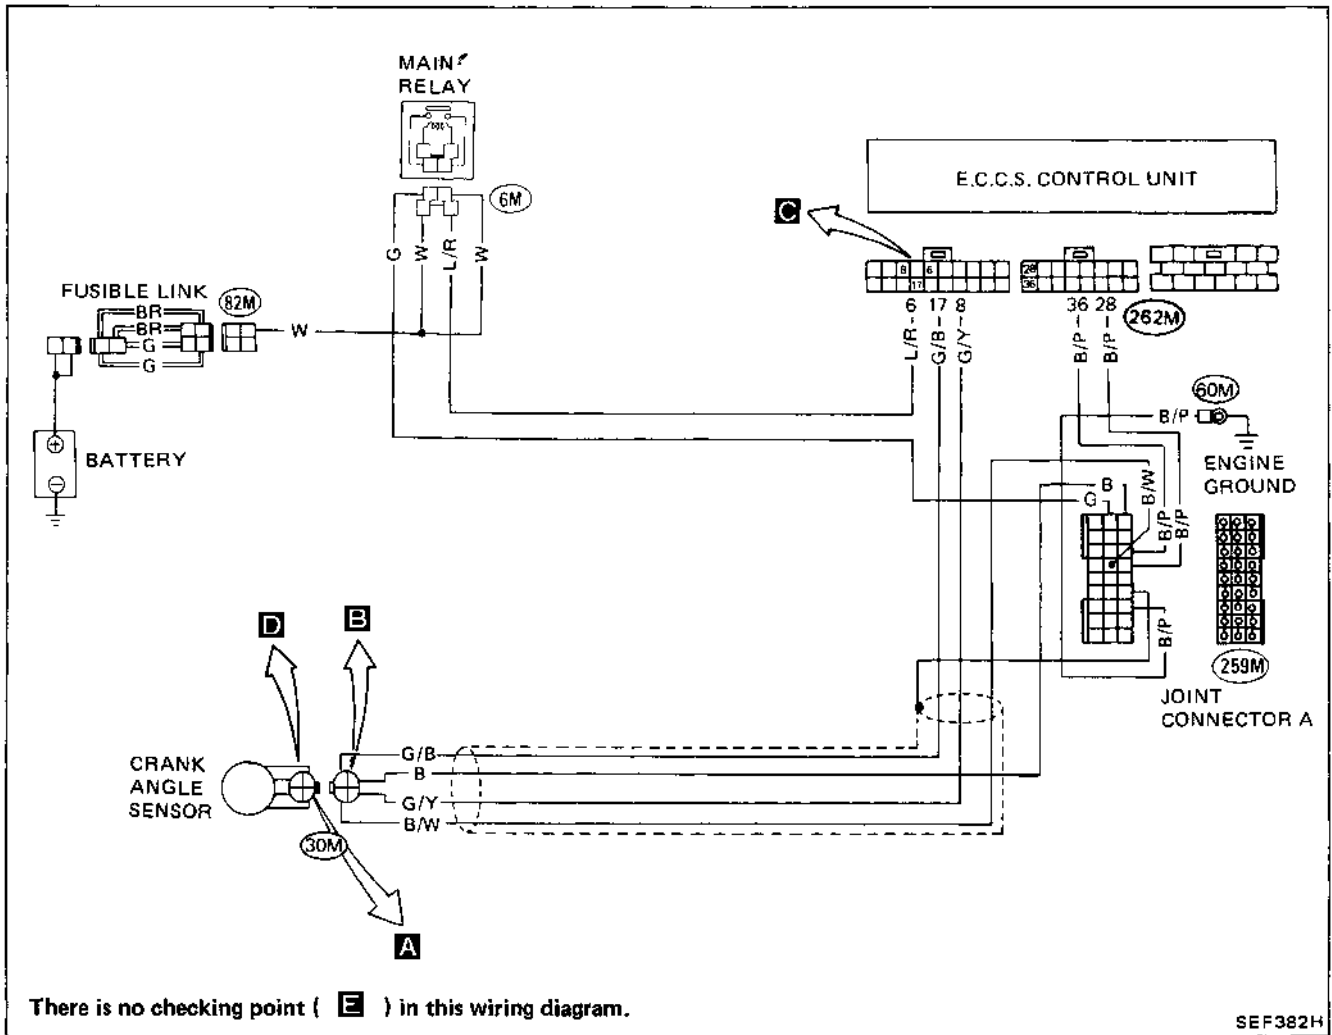 MAIN
RELAY
6M
E.C.C.S. CONTROL UNIT
C
8 6
17
28
36
6 17 8
36 28
262M
G
W
L/R
W
FUSIBLE LINK
82M
BR
BR
G
G
W
L/R
G/B
G/Y
B/P
B/P
60M
B/P
BATTERY
ENGINE
GROUND
B
G
B/W
B/P
B/P
B/P
259M
JOINT
CONNECTOR A
D
B
CRANK
ANGLE
SENSOR
30M
G/B
B
G/Y
B/W
A
There is no checking point ( E ) in this wiring diagram.
SEF382H